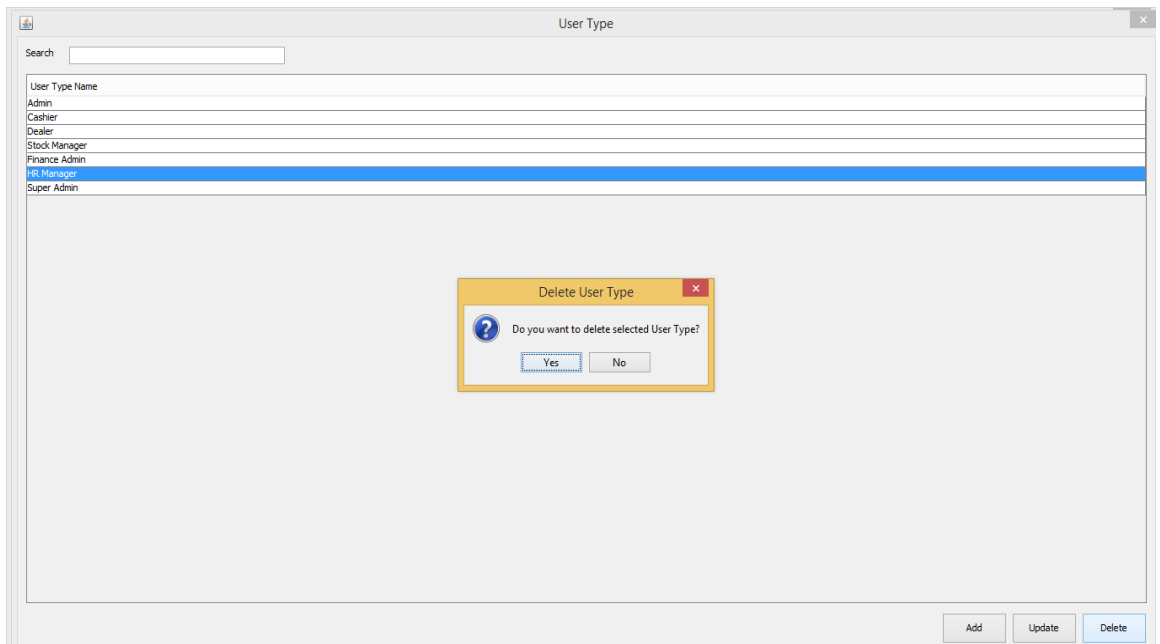 User Type
Search
User Type Name
Admin
Cashier
Dealer
Stock Manager
Finance Admin
HR Manager
Super Admin
Delete User Type
Do you want to delete selected User Type?
Yes No
Add Update Delete